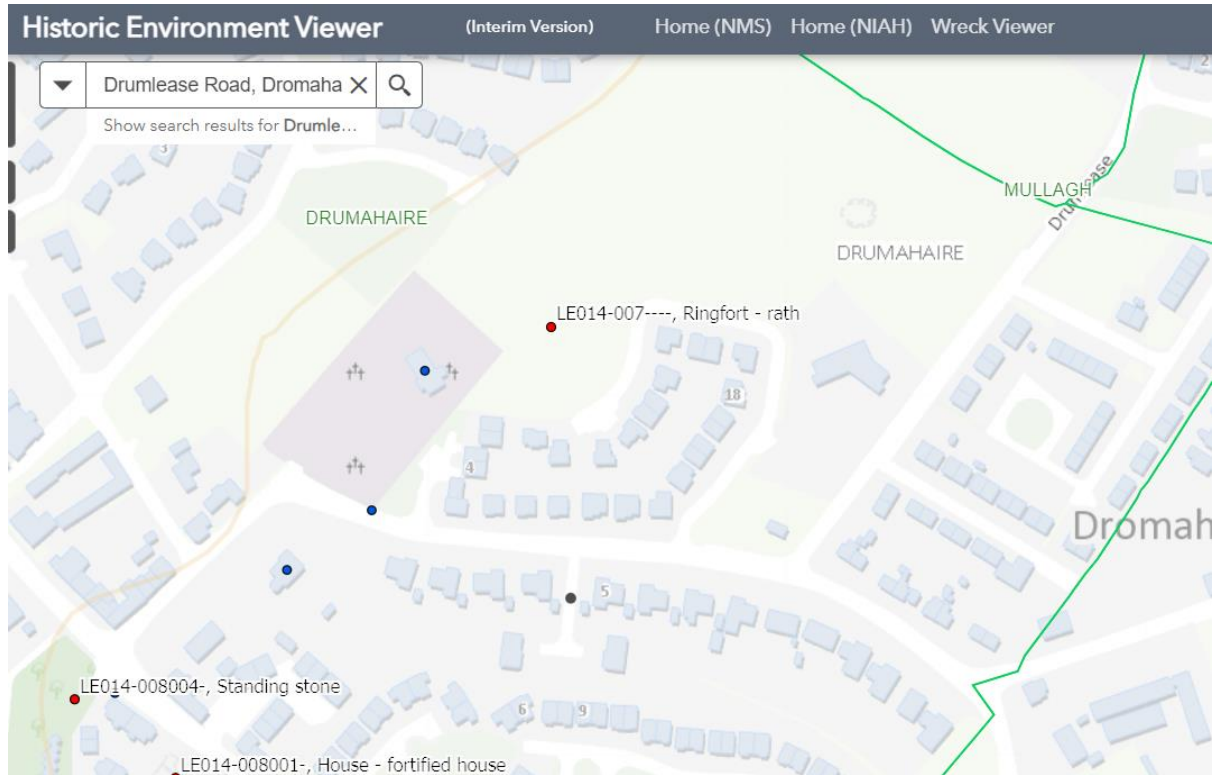 Historic Environment Viewer (Interim Version) Home (NMS) Home (NIAH) Wreck Viewer
Drumlease Road, Dromaha
Show search results for Drumle...
2
3
DRUMAHAIRE
MULLAGH
DRUMAHAIRE
LE014-007----, Ringfort - rath
18
4
Dromah
5
LE014-008004-, Standing stone
6
9
LE014-008001-, House - fortified house